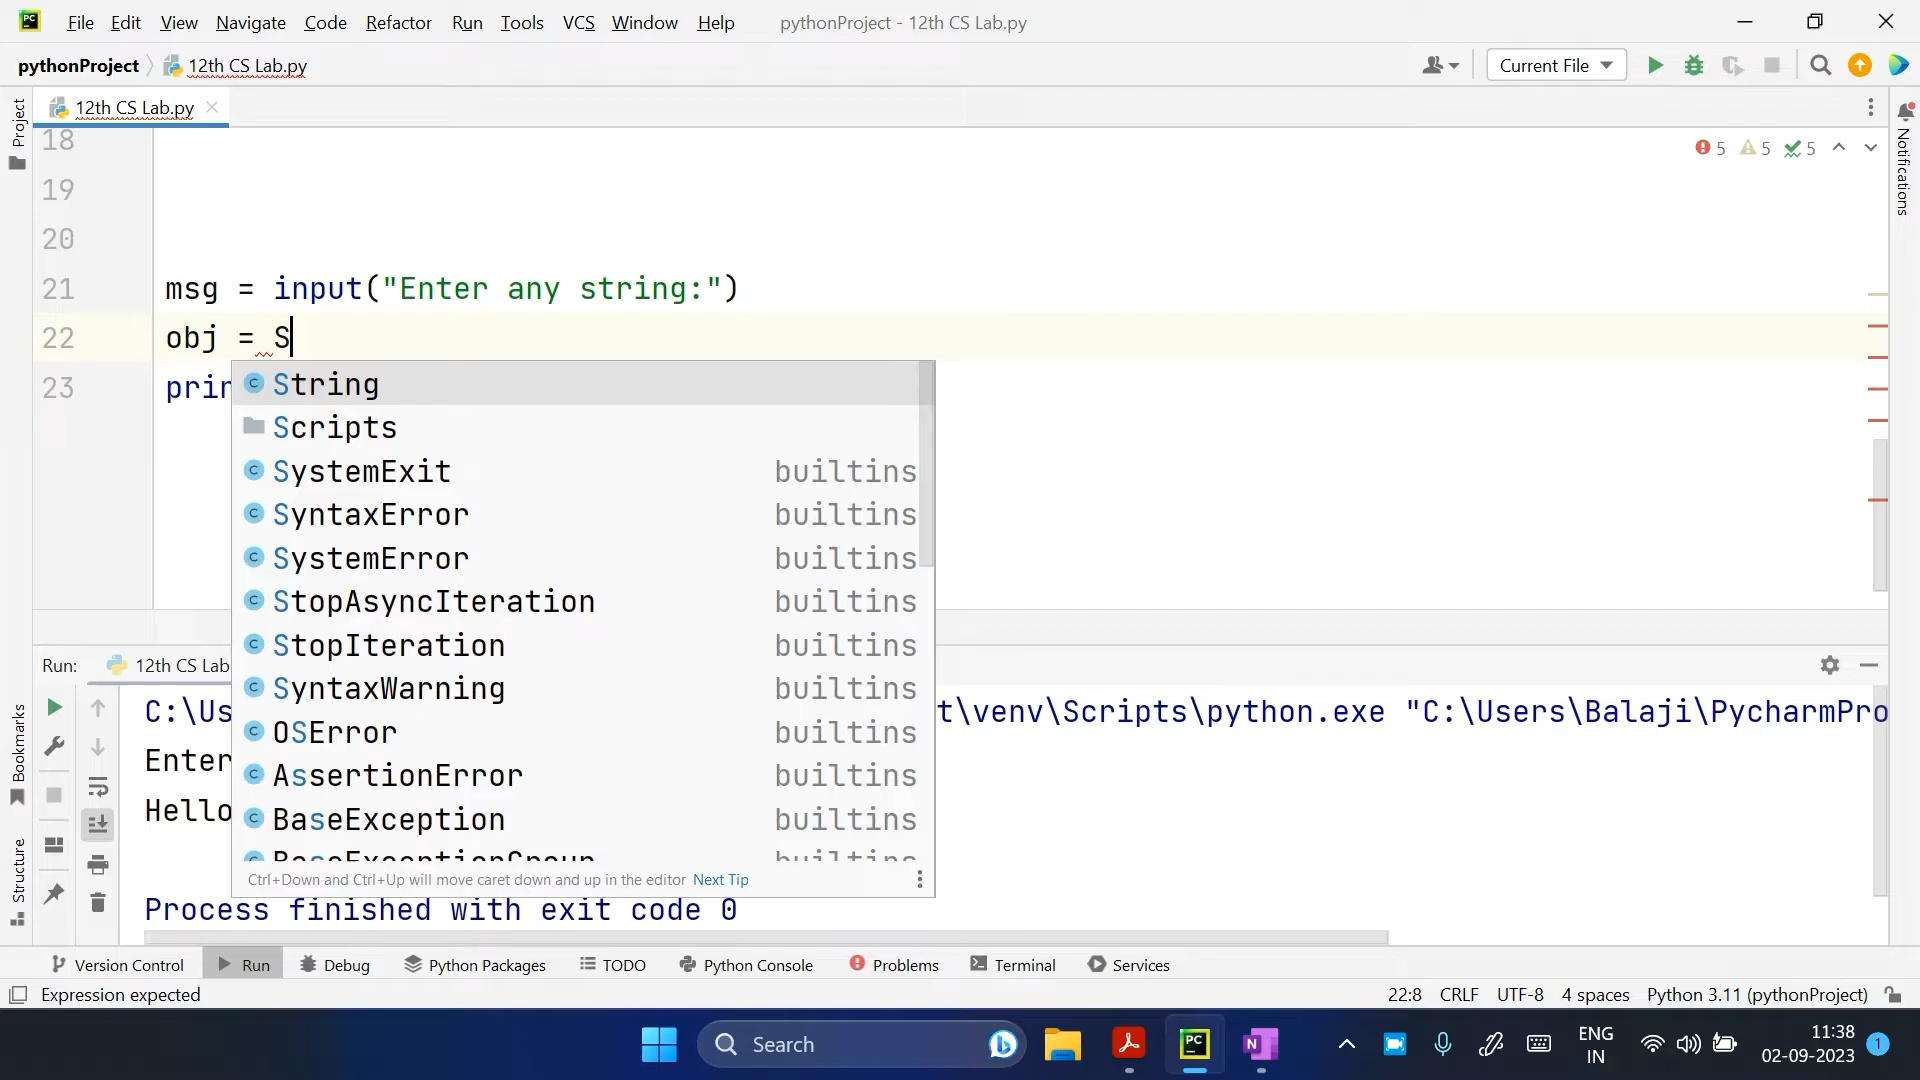 PC File Edit View Navigate Code Refactor Run Tools VCS Window Help pythonProject - 12th CS Lab.py
pythonProject 12th CS Lab.py Current File
12th CS Lab.py
Project
Notifications
5 5 5
18
19
20
21 msg = input("Enter any string:")
22 obj = S
23 prin
String
Scripts
SystemExit builtins
SyntaxError builtins
SystemError builtins
StopAsyncIteration builtins
StopIteration builtins
SyntaxWarning builtins
OSError builtins
AssertionError builtins
BaseException builtins
BaseExceptionGroup builtins
Ctrl+Down and Ctrl+Up will move caret down and up in the editor Next Tip
Run: 12th CS Lab
C:\Us t\venv\Scripts\python.exe "C:\Users\Balaji\PycharmPro
Enter
Hello
Process finished with exit code 0
Bookmarks
Structure
Version Control Run Debug Python Packages TODO Python Console Problems Terminal Services
Expression expected 22:8 CRLF UTF-8 4 spaces Python 3.11 (pythonProject)
Search PC N ENG 11:38
IN 02-09-2023 1